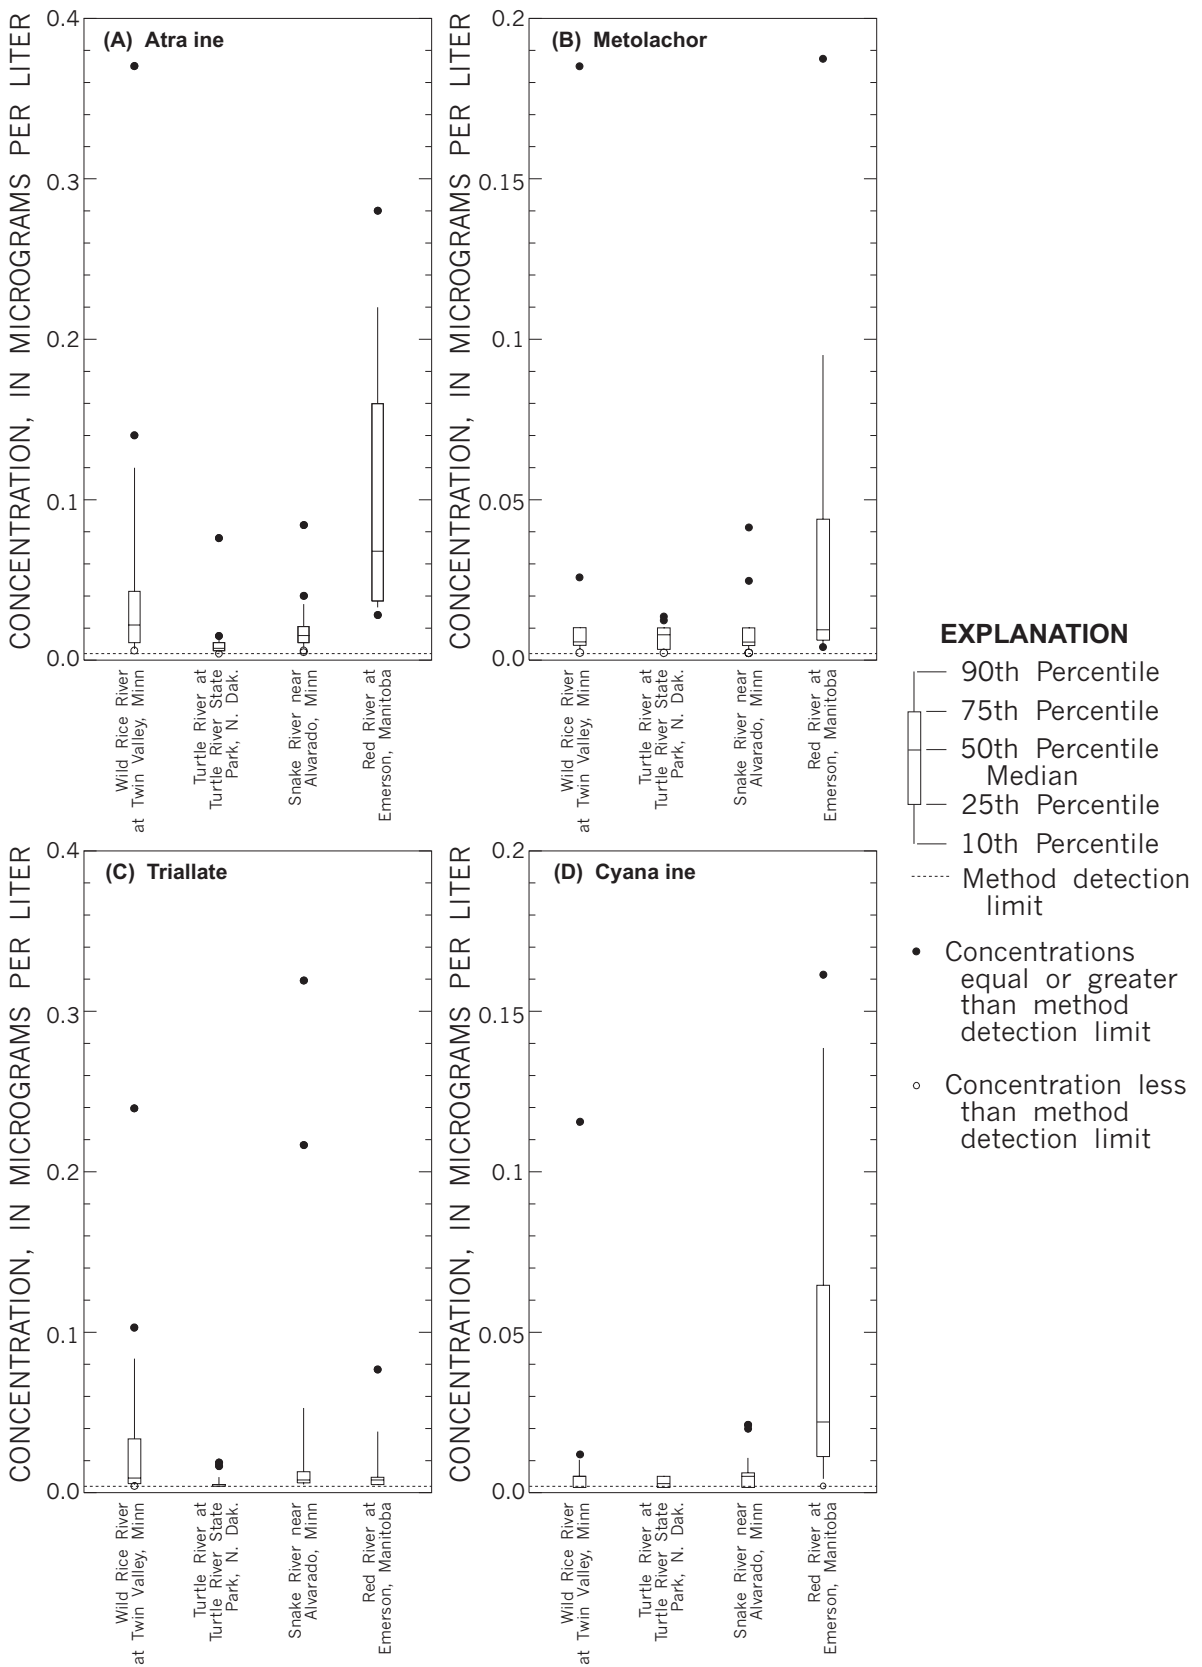 CONCENTRATION, IN MICROGRAMS PER LITER
0.4
0.3
0.2
0.1
0.0
(A) Atra ine
Wild Rice River
at Twin Valley, Minn
Turtle River at
Turtle River State
Park, N. Dak.
Snake River near
Alvarado, Minn
Red River at
Emerson, Manitoba
CONCENTRATION, IN MICROGRAMS PER LITER
0.2
0.15
0.1
0.05
0.0
(B) Metolachor
Wild Rice River
at Twin Valley, Minn
Turtle River at
Turtle River State
Park, N. Dak.
Snake River near
Alvarado, Minn
Red River at
Emerson, Manitoba
CONCENTRATION, IN MICROGRAMS PER LITER
0.4
0.3
0.2
0.1
0.0
(C) Triallate
Wild Rice River
at Twin Valley, Minn
Turtle River at
Turtle River State
Park, N. Dak.
Snake River near
Alvarado, Minn
Red River at
Emerson, Manitoba
CONCENTRATION, IN MICROGRAMS PER LITER
0.2
0.15
0.1
0.05
0.0
(D) Cyana ine
Wild Rice River
at Twin Valley, Minn
Turtle River at
Turtle River State
Park, N. Dak.
Snake River near
Alvarado, Minn
Red River at
Emerson, Manitoba
EXPLANATION
90th Percentile
75th Percentile
50th Percentile
Median
25th Percentile
10th Percentile
Method detection
limit
Concentrations
equal or greater
than method
detection limit
Concentration less
than method
detection limit